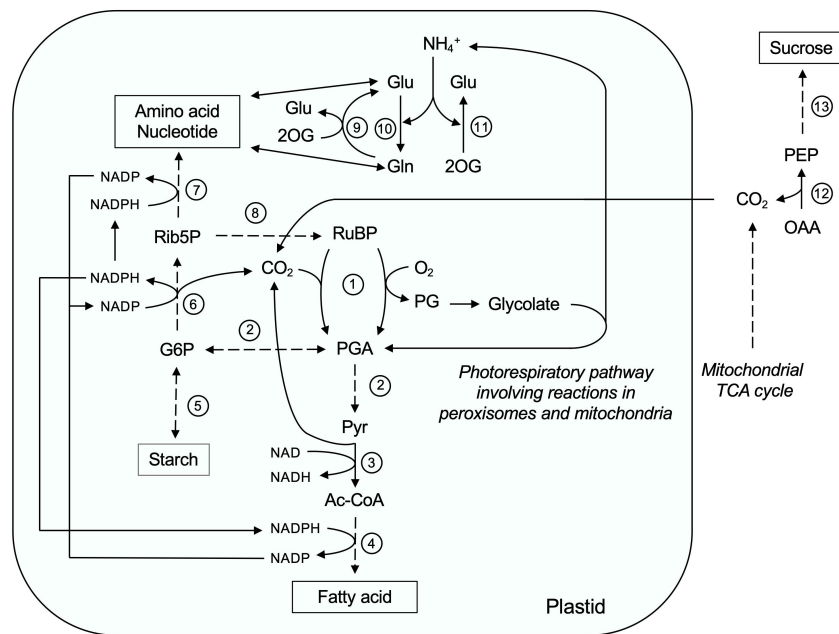 NH₄⁺
Sucrose
Glu
Glu
13
Amino acid
Nucleotide
Glu
2OG
9
10
11
PEP
Gln
2OG
12
NADP
7
CO₂
OAA
NADPH
8
Rib5P
RuBP
CO₂
O₂
NADPH
1
NADP
6
PG
Glycolate
2
G6P
PGA
Photorespiratory pathway
involving reactions in
peroxisomes and mitochondria
Mitochondrial
TCA cycle
2
5
Pyr
Starch
NAD
NADH
3
Ac-CoA
NADPH
NADP
4
Fatty acid
Plastid